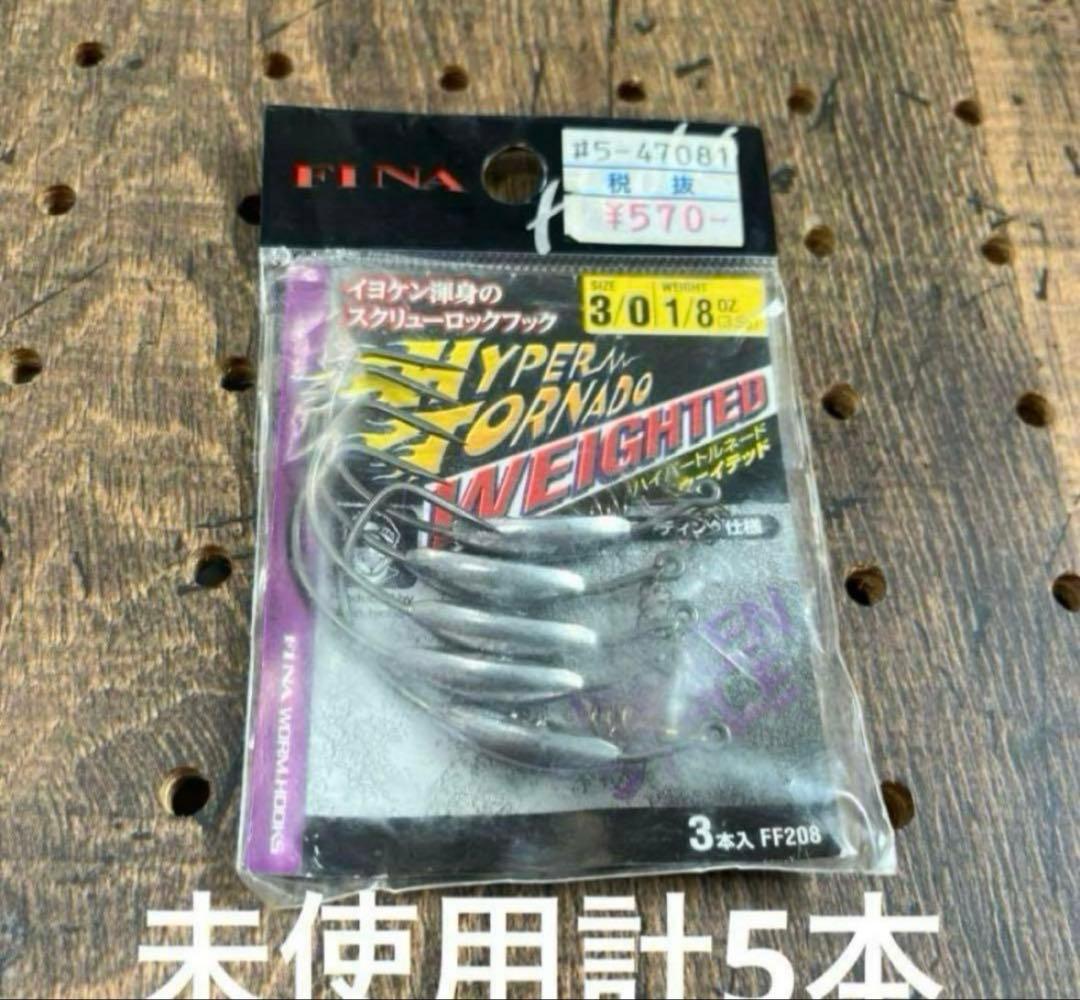 FINA
#5-47081
税 抜
¥570-
イヨケン渾身の
スクリューロックフック
SIZE
3/0
WEIGHT
1/8 OZ
HYPER
TORNADO
WEIGHTED
ハイパートルネード
ウェイテッド
ティング仕様
FINA WORM HOOKS
3本入 FF208
未使用計5本